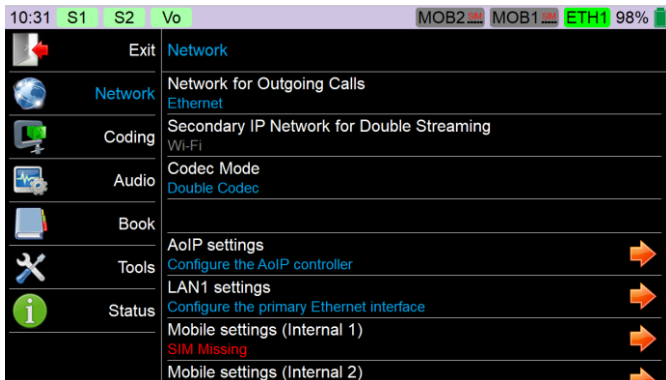 10:31 S1 S2 Vo MOB2 SIM MOB1 SIM ETH1 98%
Exit
Network
Coding
Audio
Book
Tools
Status
Network
Network for Outgoing Calls
Ethernet
Secondary IP Network for Double Streaming
Wi-Fi
Codec Mode
Double Codec
AoIP settings
Configure the AoIP controller
LAN1 settings
Configure the primary Ethernet interface
Mobile settings (Internal 1)
SIM Missing
Mobile settings (Internal 2)